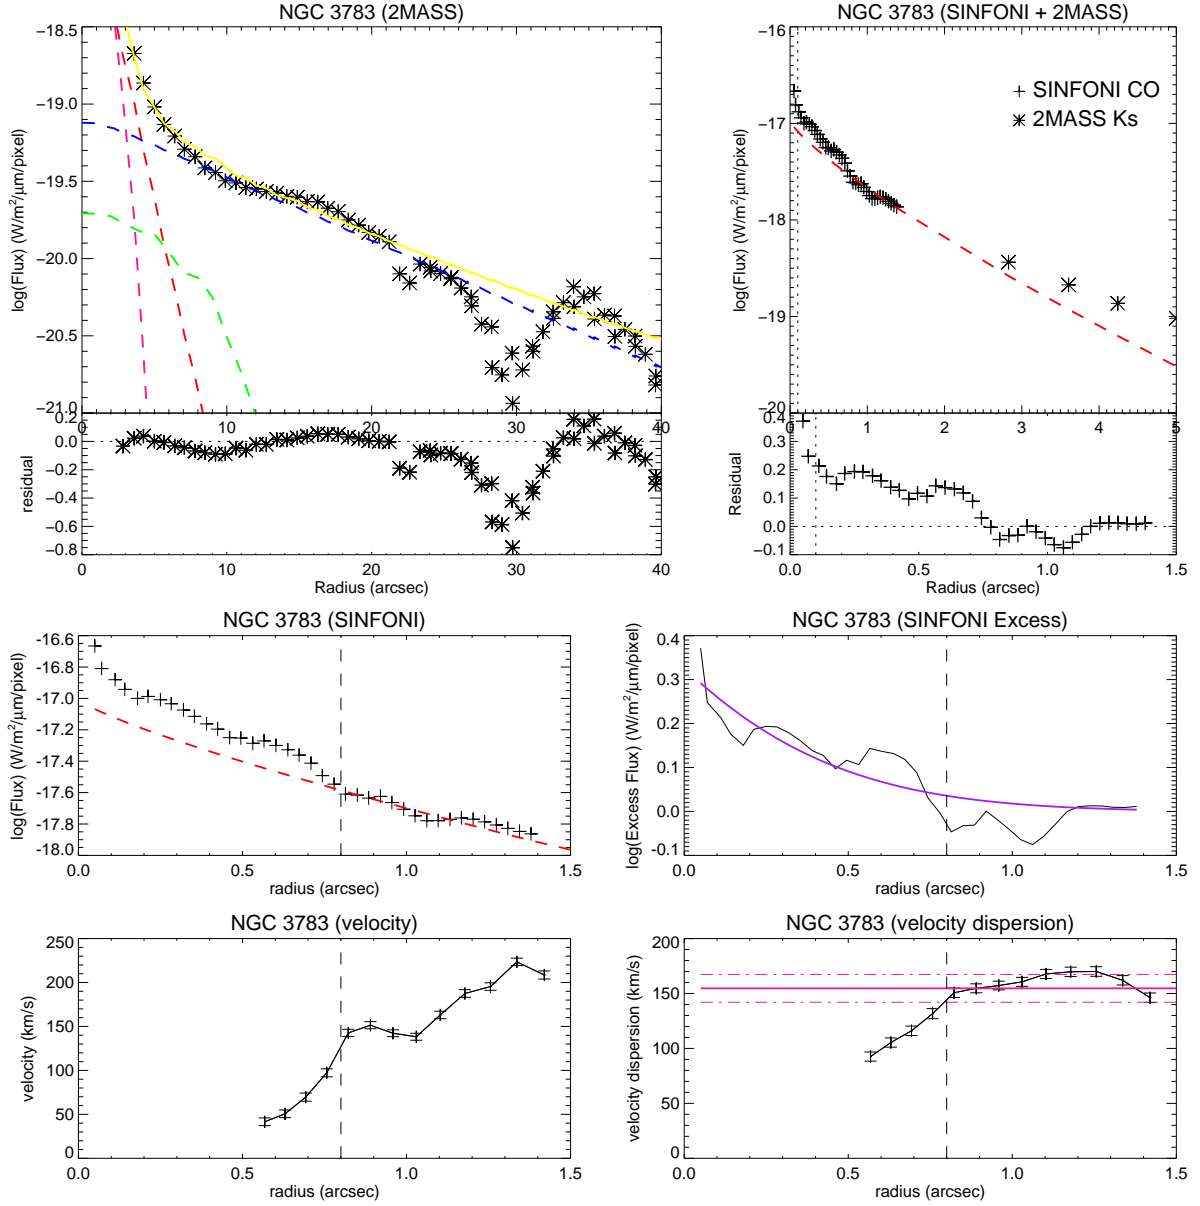 NGC 3783 (2MASS)
−18.5
−19.0
−19.5
−20.0
−20.5
−21.0
log(Flux) (W/m²/μm/pixel)
0 10 20 30 40
0.2
0.0
−0.2
−0.4
−0.6
−0.8
residual
0 10 20 30 40
Radius (arcsec)
NGC 3783 (SINFONI + 2MASS)
−16
−17
−18
−19
−20
log(Flux) (W/m²/μm/pixel)
SINFONI CO
2MASS Ks
0 1 2 3 4 5
0.4
0.3
0.2
0.1
0.0
−0.1
Residual
0.0 0.5 1.0 1.5
Radius (arcsec)
NGC 3783 (SINFONI)
-16.6
-16.8
-17.0
-17.2
-17.4
-17.6
-17.8
-18.0
log(Flux) (W/m²/μm/pixel)
0.0 0.5 1.0 1.5
radius (arcsec)
NGC 3783 (SINFONI Excess)
0.4
0.3
0.2
0.1
0.0
-0.1
log(Excess Flux) (W/m²/μm/pixel)
0.0 0.5 1.0 1.5
radius (arcsec)
NGC 3783 (velocity)
250
200
150
100
50
0
velocity (km/s)
0.0 0.5 1.0 1.5
radius (arcsec)
NGC 3783 (velocity dispersion)
200
150
100
50
0
velocity dispersion (km/s)
0.0 0.5 1.0 1.5
radius (arcsec)